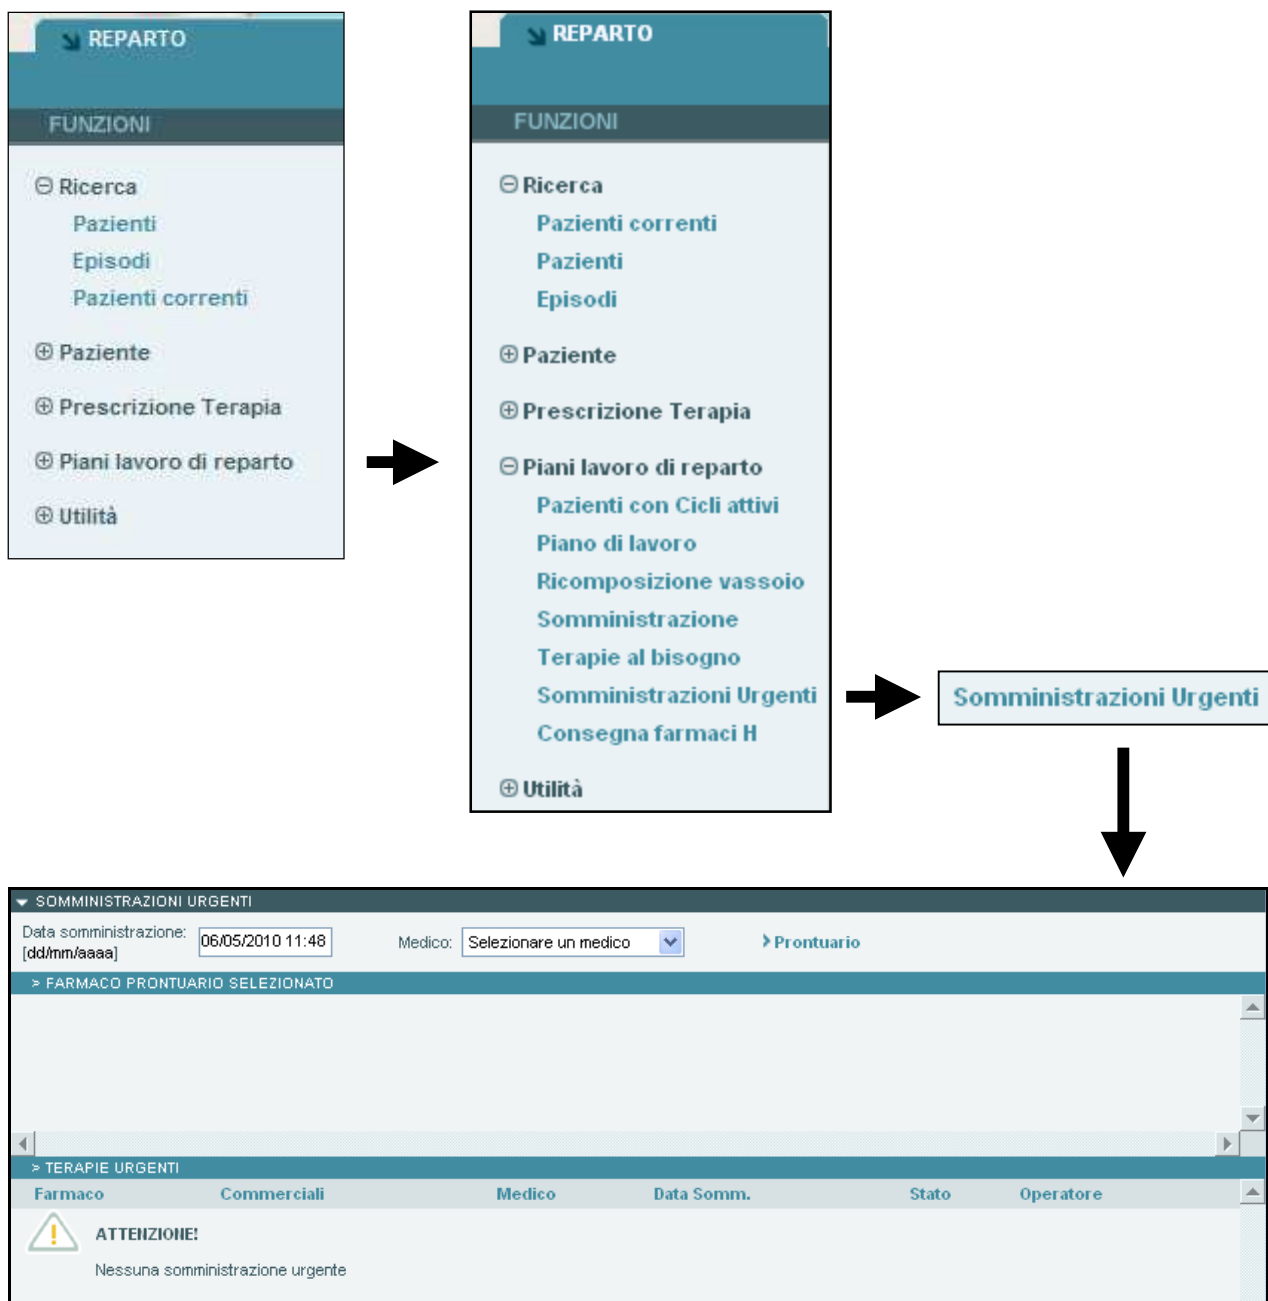 REPARTO
FUNZIONI
Ricerca
Pazienti
Episodi
Pazienti correnti
Paziente
Prescrizione Terapia
Piani lavoro di reparto
Utilità
REPARTO
FUNZIONI
Ricerca
Pazienti correnti
Pazienti
Episodi
Paziente
Prescrizione Terapia
Piani lavoro di reparto
Pazienti con Cicli attivi
Piano di lavoro
Ricomposizione vassoio
Somministrazione
Terapie al bisogno
Somministrazioni Urgenti
Consegna farmaci H
Utilità
Somministrazioni Urgenti
SOMMINISTRAZIONI URGENTI
Data somministrazione: [dd/mm/aaaa] 06/05/2010 11:48 Medico: Selezionare un medico Prontuario
> FARMACO PRONTUARIO SELEZIONATO
> TERAPIE URGENTI
Farmaco Commerciali Medico Data Somm. Stato Operatore
ATTENZIONE!
Nessuna somministrazione urgente